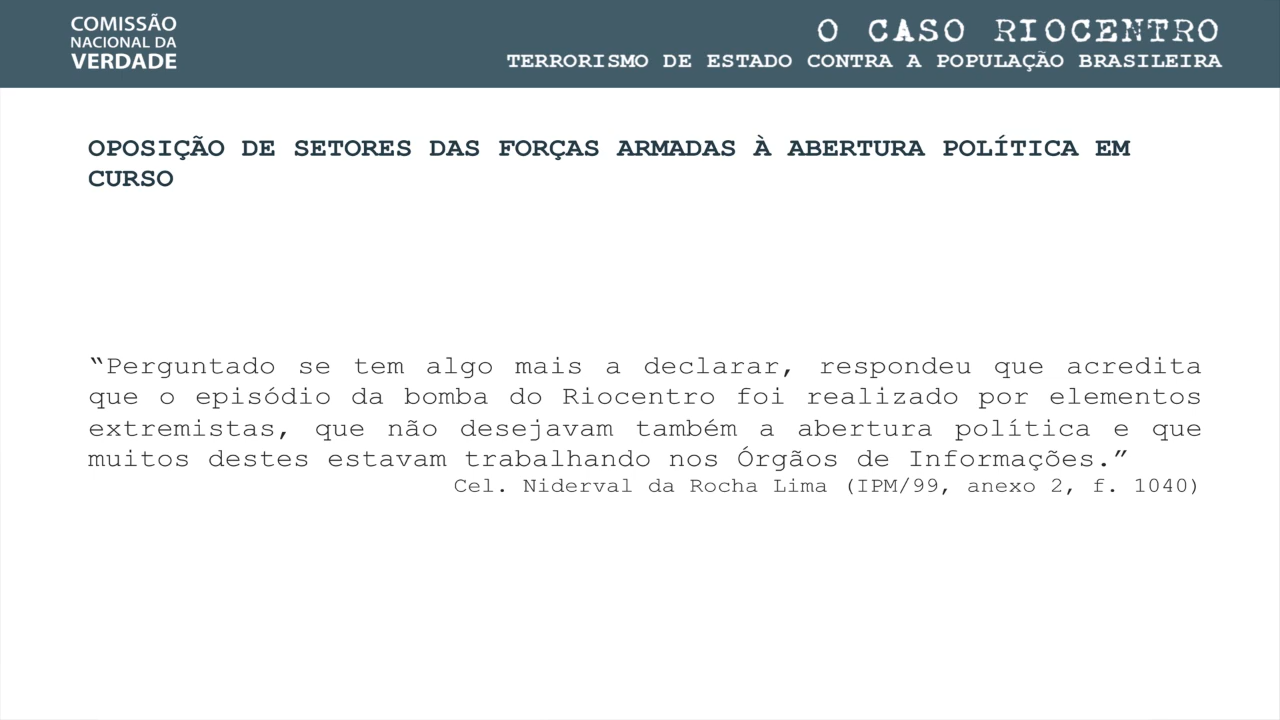 COMISSÃO
NACIONAL DA
VERDADE
O CASO RIOCENTRO
TERRORISMO DE ESTADO CONTRA A POPULAÇÃO BRASILEIRA
OPOSIÇÃO DE SETORES DAS FORÇAS ARMADAS À ABERTURA POLÍTICA EM
CURSO
“Perguntado se tem algo mais a declarar, respondeu que acredita
que o episódio da bomba do Riocentro foi realizado por elementos
extremistas, que não desejavam também a abertura política e que
muitos destes estavam trabalhando nos Órgãos de Informações.”
Cel. Niderval da Rocha Lima (IPM/99, anexo 2, f. 1040)